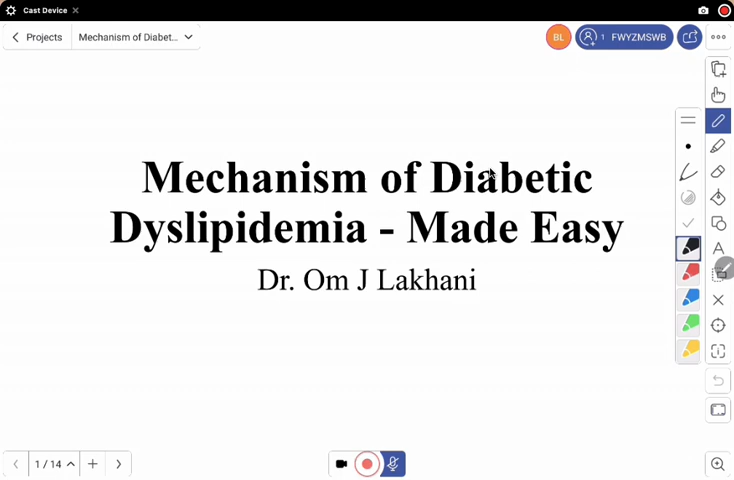 Cast Device
Projects
Mechanism of Diabet...
BL
1 FWYZMSWB
Mechanism of Diabetic
Dyslipidemia - Made Easy
Dr. Om J Lakhani
A
1 / 14